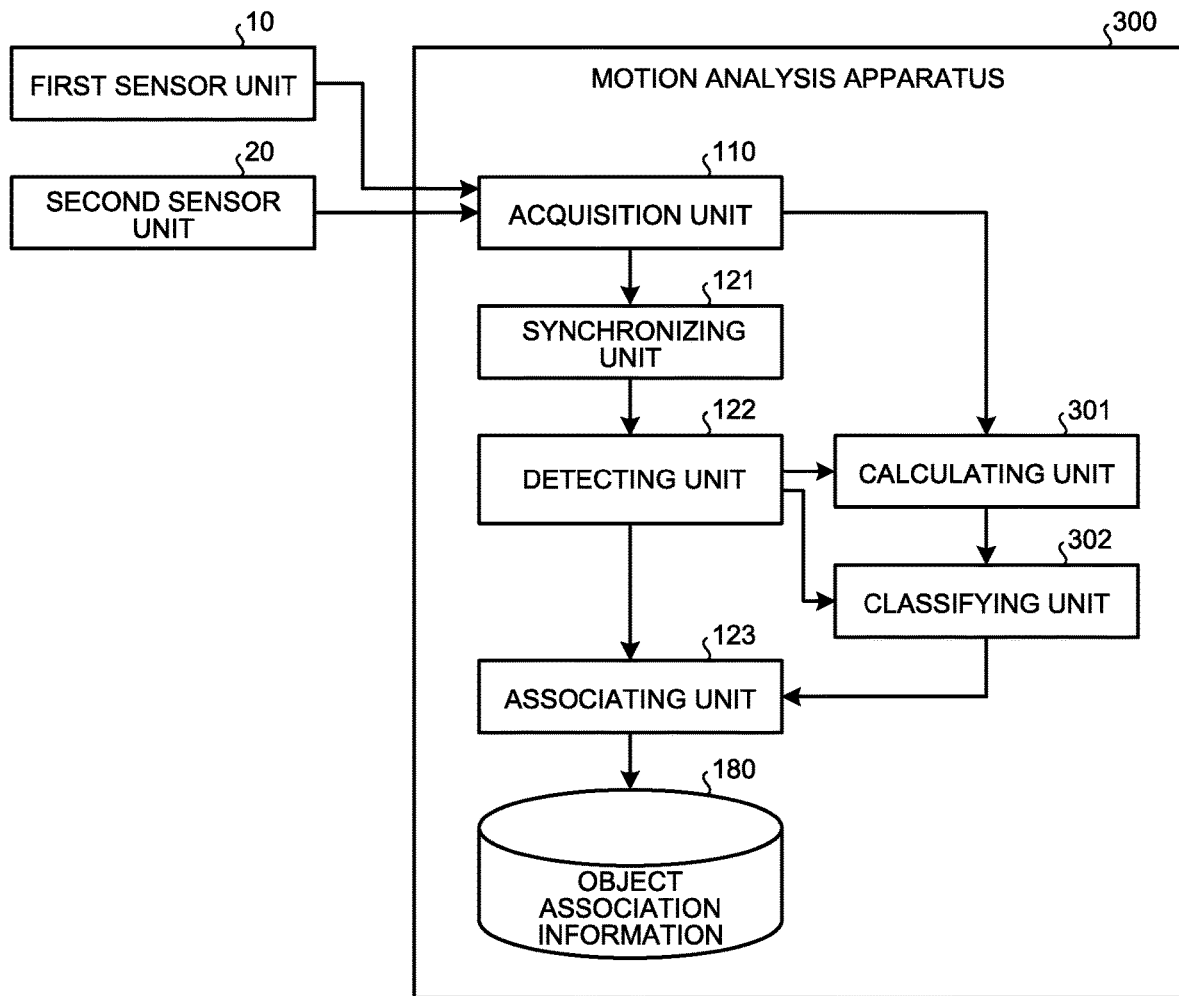 10
300
FIRST SENSOR UNIT
MOTION ANALYSIS APPARATUS
20
110
SECOND SENSOR
UNIT
ACQUISITION UNIT
121
SYNCHRONIZING
UNIT
122
301
DETECTING UNIT
CALCULATING UNIT
302
CLASSIFYING UNIT
123
ASSOCIATING UNIT
180
OBJECT
ASSOCIATION
INFORMATION